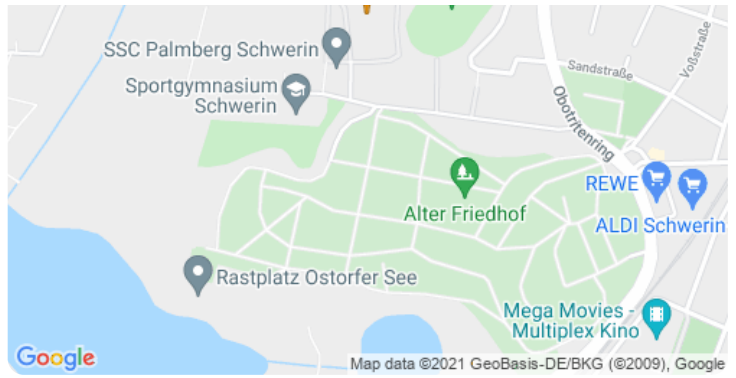 SSC Palmberg Schwerin
Sandstraße
Voßstraße
Sportgymnasium
Schwerin
Obotritenring
REWE
Alter Friedhof
ALDI Schwerin
Rastplatz Ostorfer See
Mega Movies -
Multiplex Kino
Google
Map data ©2021 GeoBasis-DE/BKG (©2009), Google